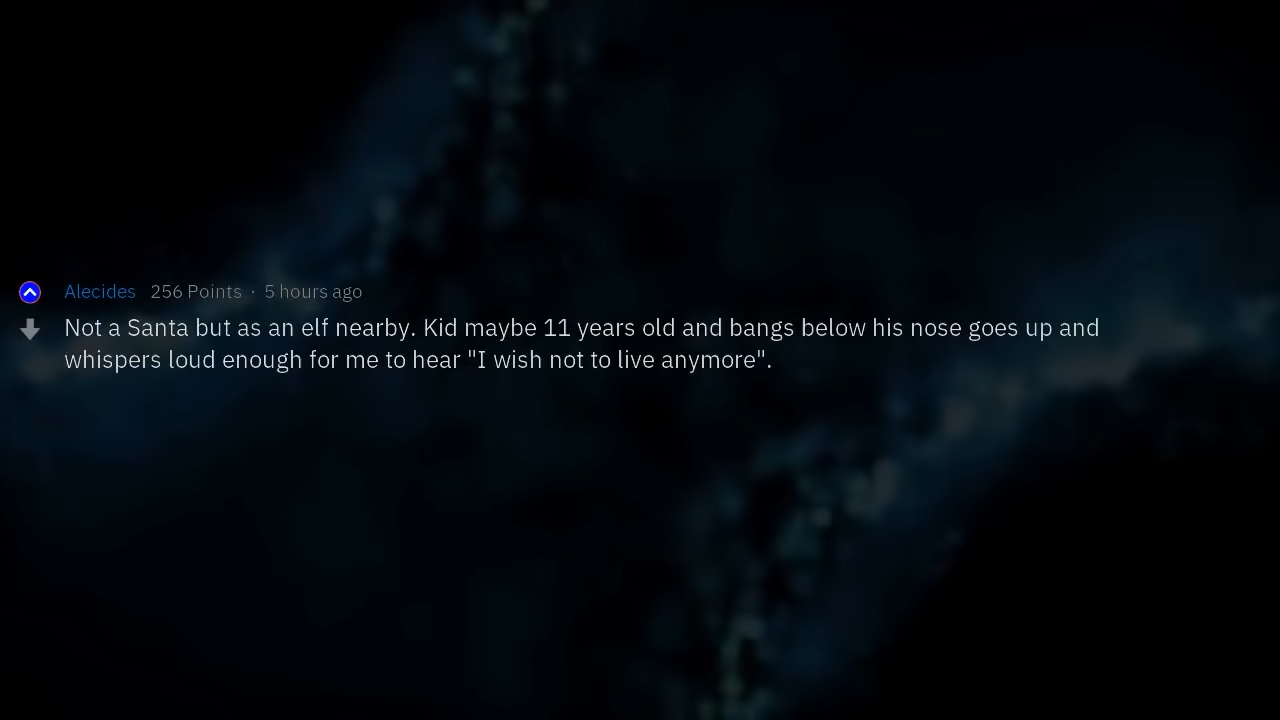 Alecides 256 Points · 5 hours ago
Not a Santa but as an elf nearby. Kid maybe 11 years old and bangs below his nose goes up and
whispers loud enough for me to hear "I wish not to live anymore".